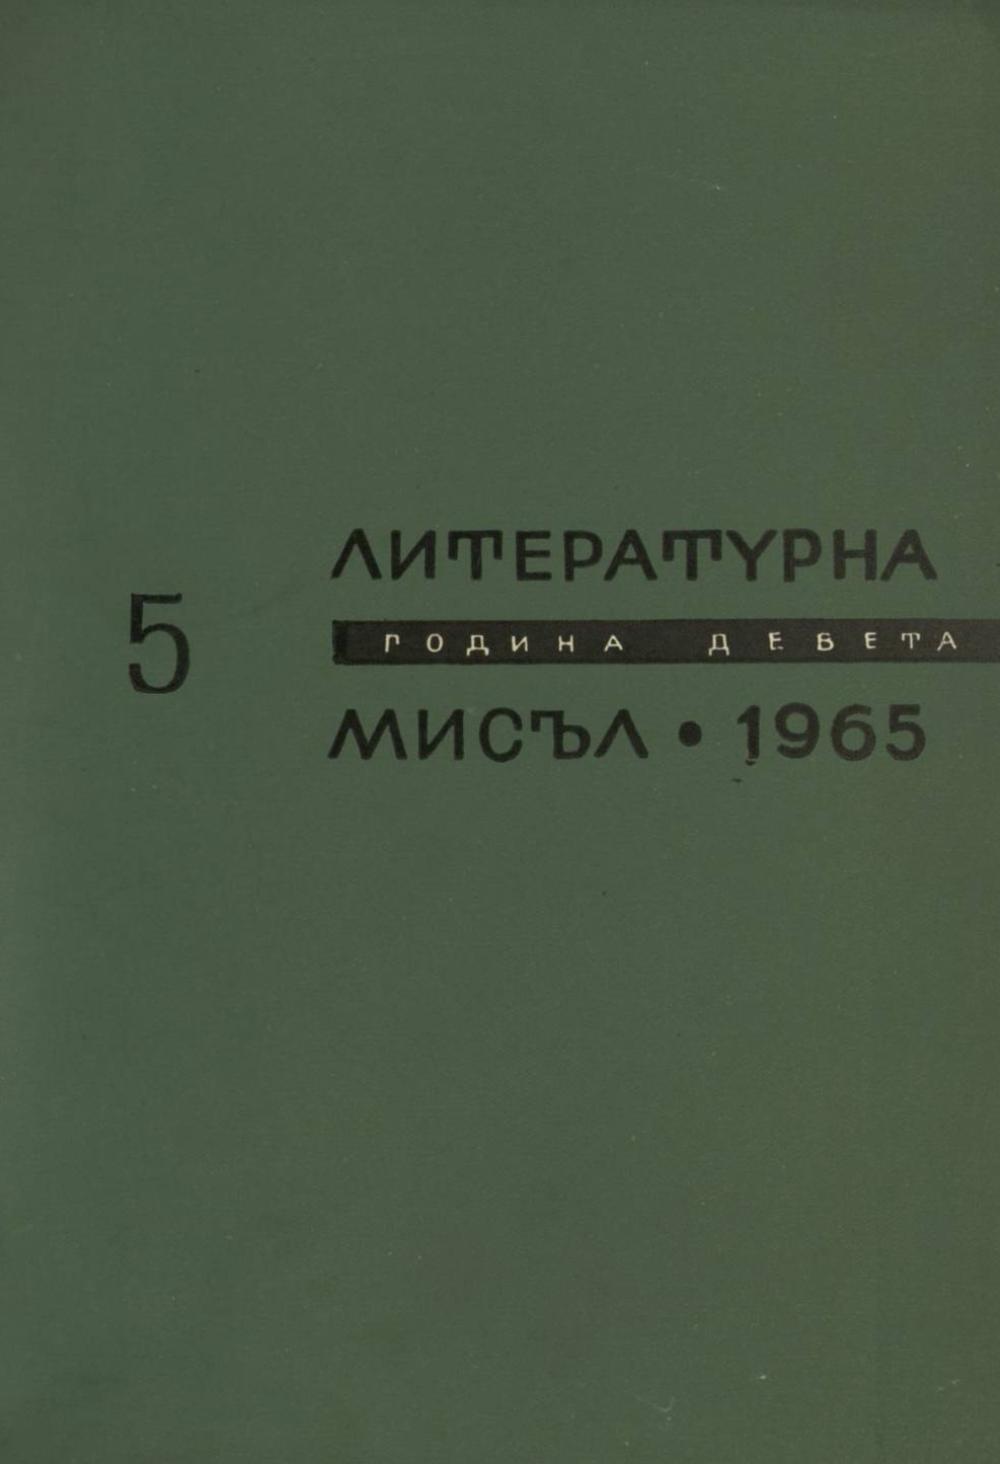 5
ЛИТЕРАТУРНА
ГОДИНА ДЕВЕТА
МИСЪЛ • 1965